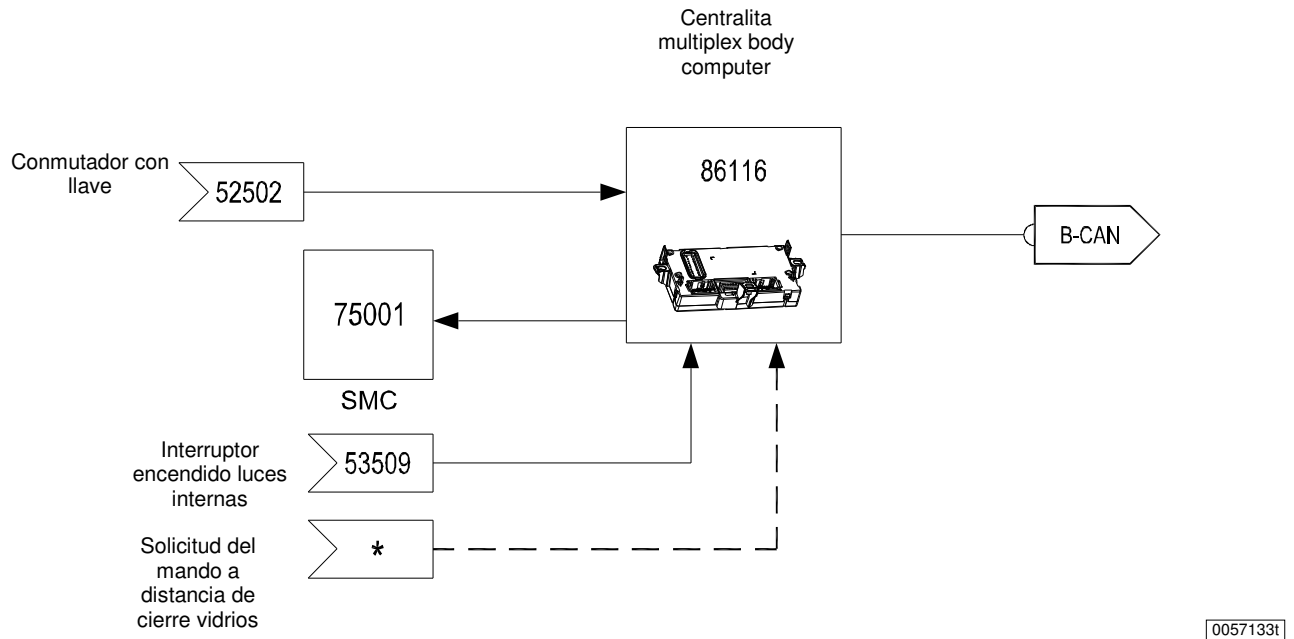 Centralita
multiplex body
computer
Conmutador con
llave
52502
86116
B-CAN
75001
SMC
Interruptor
encendido luces
internas
53509
Solicitud del
mando a
distancia de
cierre vidrios
*
0057133t